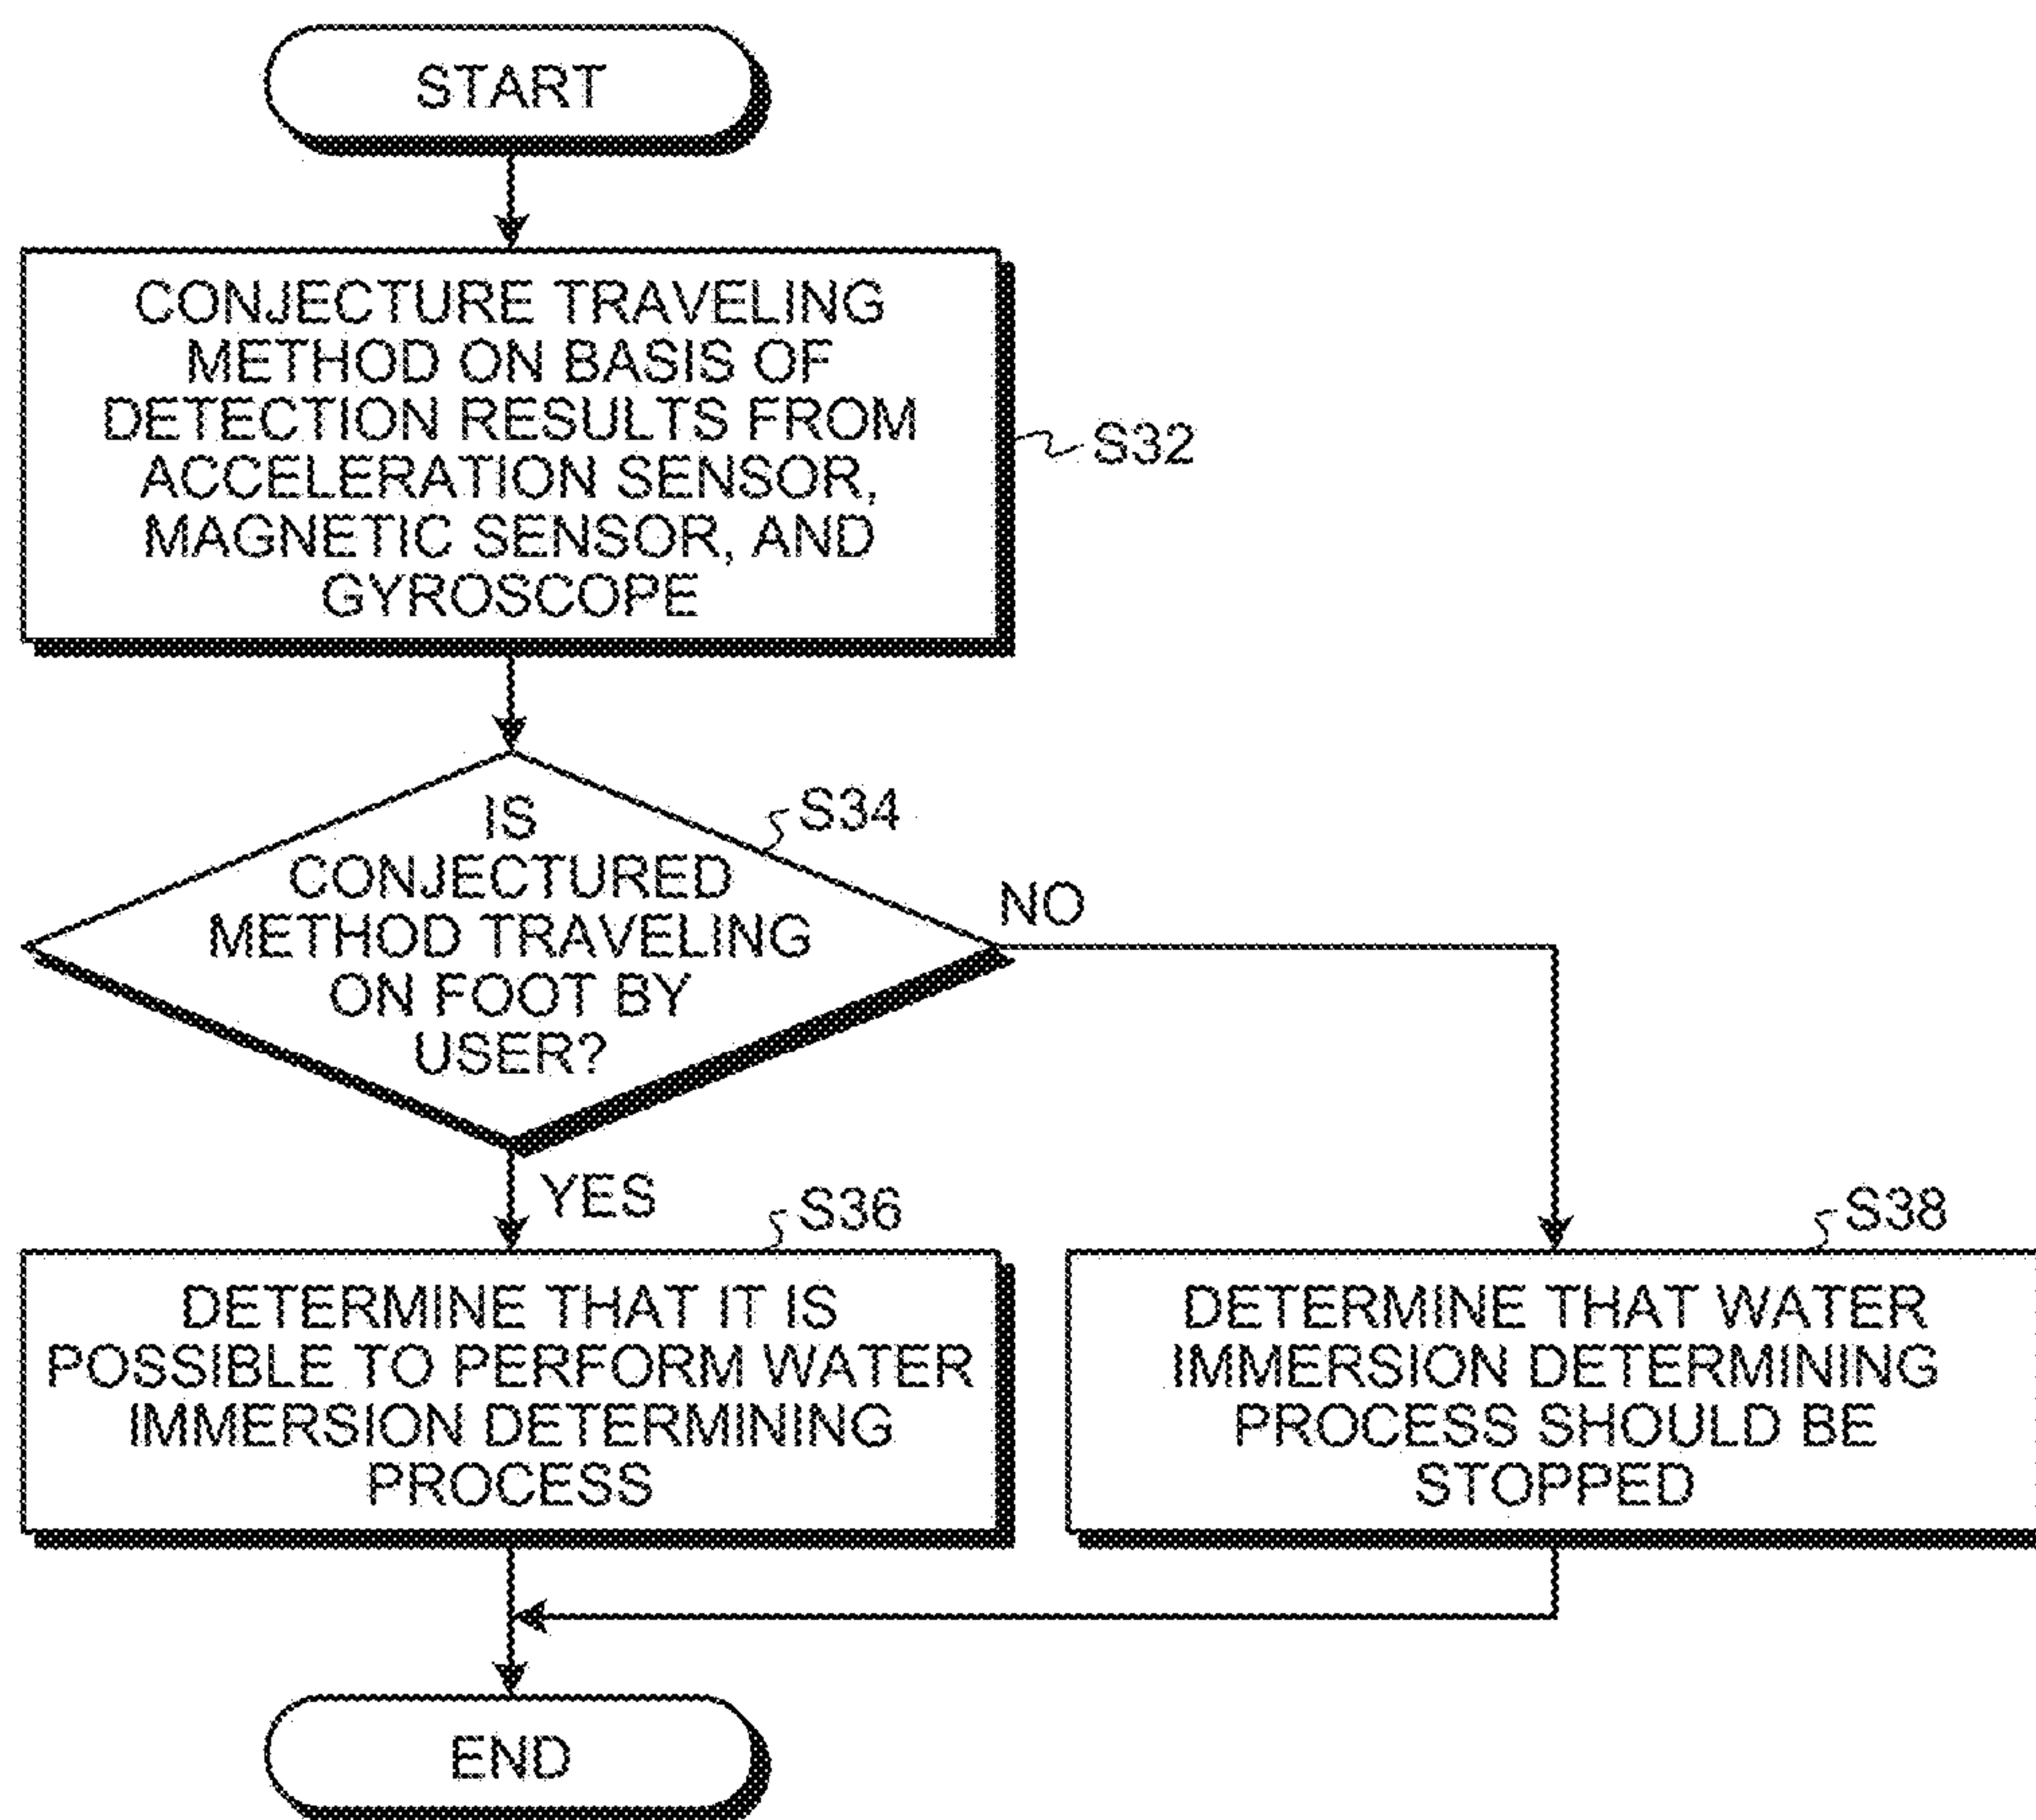 START
CONJECTURE TRAVELING
METHOD ON BASIS OF
DETECTION RESULTS FROM
ACCELERATION SENSOR,
MAGNETIC SENSOR, AND
GYROSCOPE
S32
S34
IS
CONJECTURED
METHOD TRAVELING
ON FOOT BY
USER?
NO
YES
S36
DETERMINE THAT IT IS
POSSIBLE TO PERFORM WATER
IMMERSION DETERMINING
PROCESS
S38
DETERMINE THAT WATER
IMMERSION DETERMINING
PROCESS SHOULD BE
STOPPED
END